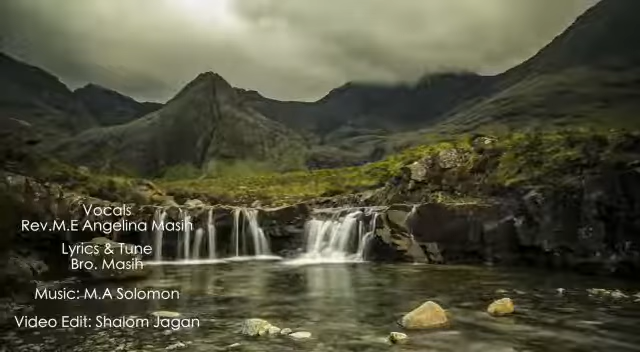 Vocals
Rev.M.E Angelina Masih
Lyrics & Tune
Bro. Masih
Music: M.A Solomon
Video Edit: Shalom Jagan